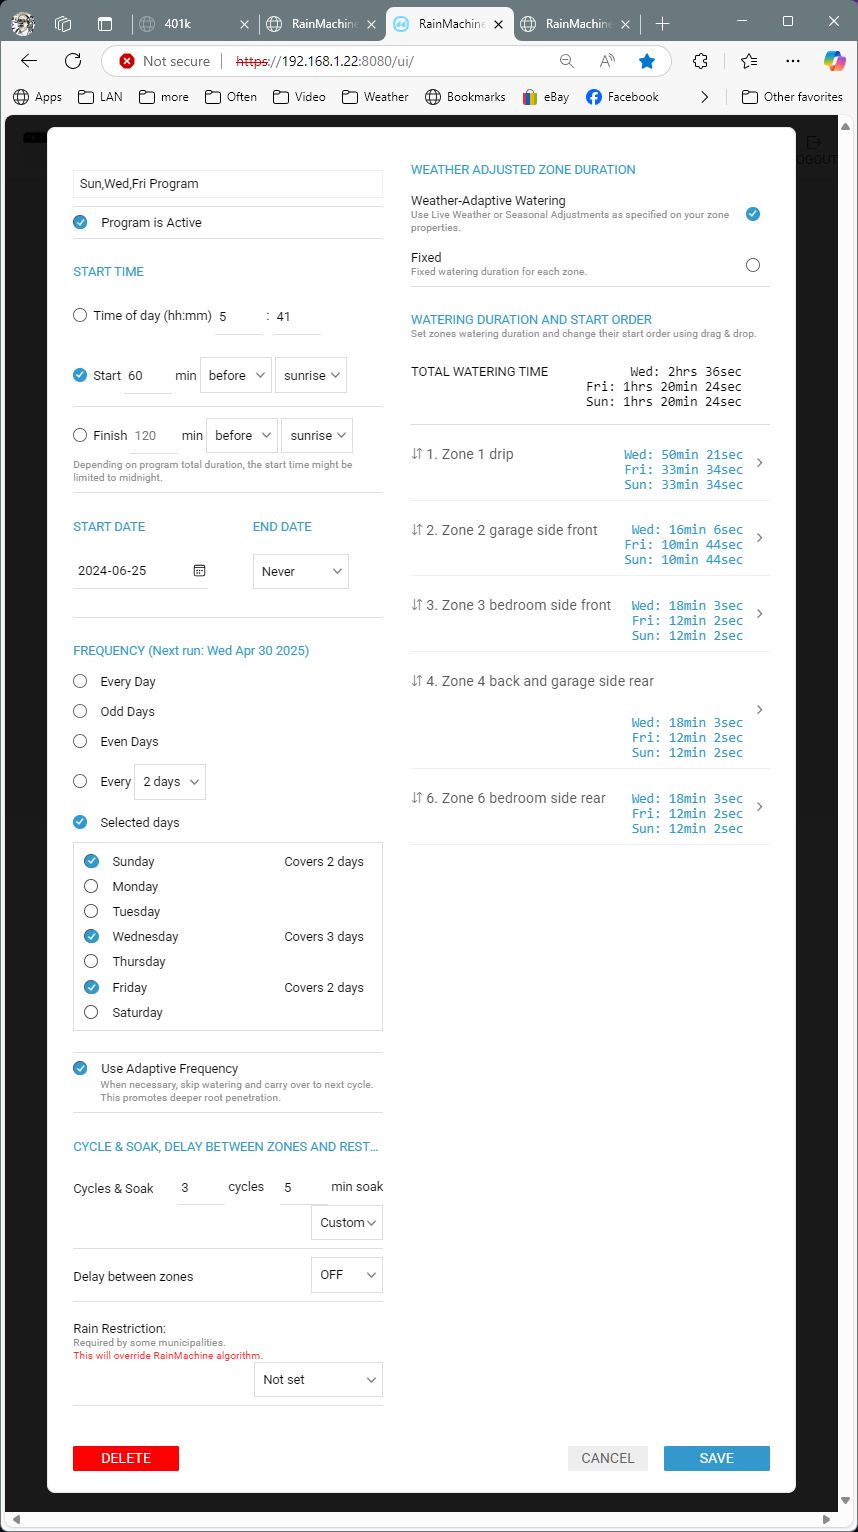 401k
RainMachine
RainMachine
RainMachine
Not secure
https://192.168.1.22:8080/ui/
Apps
LAN
more
Often
Video
Weather
Bookmarks
eBay
Facebook
Other favorites
OGOUT
Sun,Wed,Fri Program
Program is Active
START TIME
Time of day (hh:mm) 5 : 41
Start 60 min before sunrise
Finish 120 min before sunrise
Depending on program total duration, the start time might be
limited to midnight.
START DATE
END DATE
2024-06-25
Never
FREQUENCY (Next run: Wed Apr 30 2025)
Every Day
Odd Days
Even Days
Every 2 days
Selected days
Sunday Covers 2 days
Monday
Tuesday
Wednesday Covers 3 days
Thursday
Friday Covers 2 days
Saturday
Use Adaptive Frequency
When necessary, skip watering and carry over to next cycle.
This promotes deeper root penetration.
CYCLE & SOAK, DELAY BETWEEN ZONES AND REST...
Cycles & Soak 3 cycles 5 min soak
Custom
Delay between zones OFF
Rain Restriction:
Required by some municipalities.
This will override RainMachine algorithm.
Not set
WEATHER ADJUSTED ZONE DURATION
Weather-Adaptive Watering
Use Live Weather or Seasonal Adjustments as specified on your zone
properties.
Fixed
Fixed watering duration for each zone.
WATERING DURATION AND START ORDER
Set zones watering duration and change their start order using drag & drop.
TOTAL WATERING TIME Wed: 2hrs 36sec
Fri: 1hrs 20min 24sec
Sun: 1hrs 20min 24sec
1. Zone 1 drip Wed: 50min 21sec
Fri: 33min 34sec
Sun: 33min 34sec
2. Zone 2 garage side front Wed: 16min 6sec
Fri: 10min 44sec
Sun: 10min 44sec
3. Zone 3 bedroom side front Wed: 18min 3sec
Fri: 12min 2sec
Sun: 12min 2sec
4. Zone 4 back and garage side rear
Wed: 18min 3sec
Fri: 12min 2sec
Sun: 12min 2sec
6. Zone 6 bedroom side rear Wed: 18min 3sec
Fri: 12min 2sec
Sun: 12min 2sec
DELETE
CANCEL
SAVE